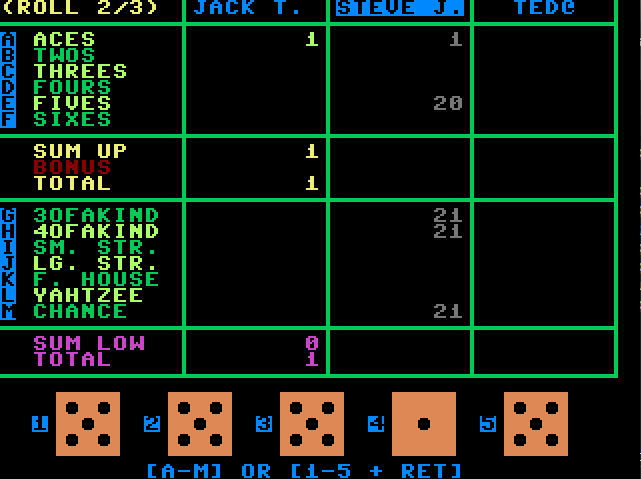 (ROLL 2/3) JACK T. STEVE J. TED@
A ACES 1 1
B TWOS
C THREES
D FOURS
E FIVES 20
F SIXES
SUM UP 1
BONUS
TOTAL 1
G 3OFAKIND 21
H 4OFAKIND 21
I SM. STR.
J LG. STR.
K F. HOUSE
L YAHTZEE
M CHANCE 21
SUM LOW 0
TOTAL 1
1 2 3 4 5
[A-M] OR [1-5 + RET]